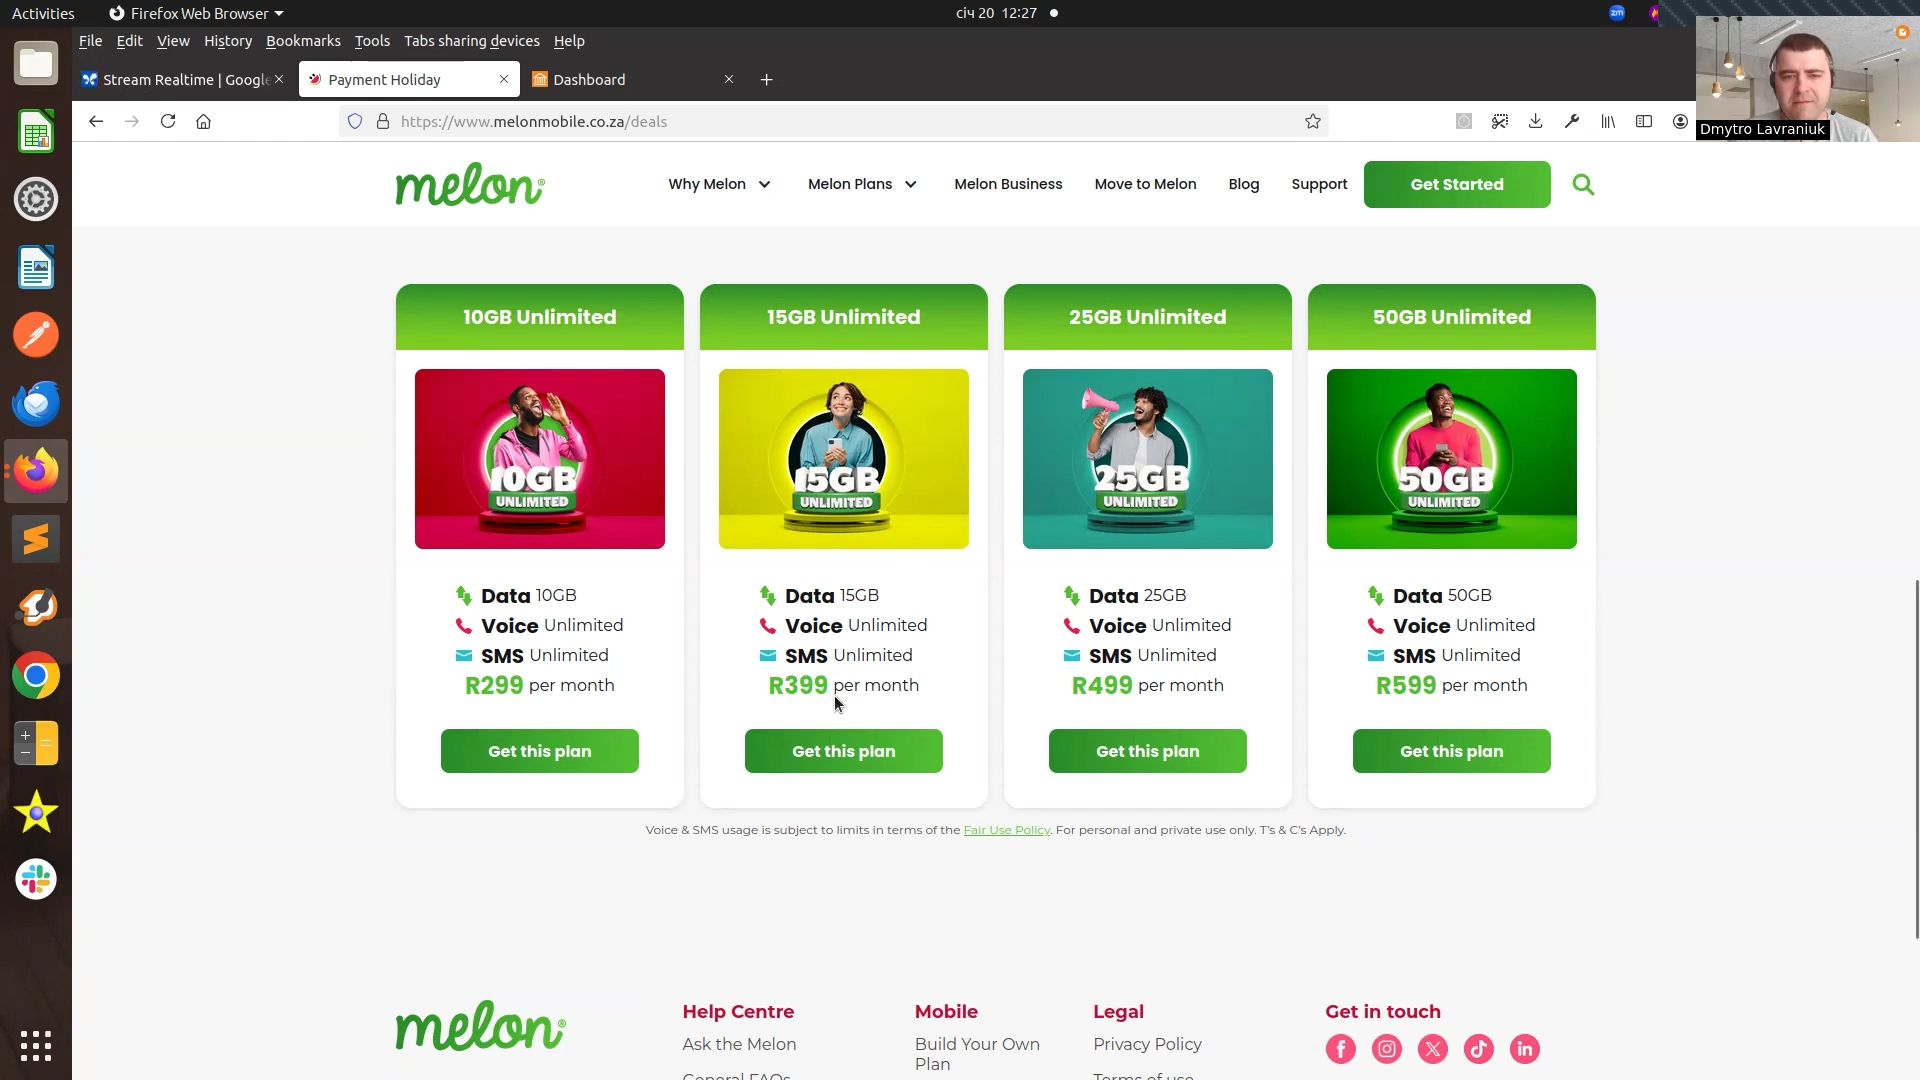 Activities
Firefox Web Browser
січ 20 12:27
zm
File Edit View History Bookmarks Tools Tabs sharing devices Help
Stream Realtime | Google
Payment Holiday
Dashboard
https://www.melonmobile.co.za/deals
Dmytro Lavraniuk
melon®
Why Melon
Melon Plans
Melon Business
Move to Melon
Blog
Support
Get Started
10GB Unlimited
10GB
UNLIMITED
Data 10GB
Voice Unlimited
SMS Unlimited
R299 per month
Get this plan
15GB Unlimited
15GB
UNLIMITED
Data 15GB
Voice Unlimited
SMS Unlimited
R399 per month
Get this plan
25GB Unlimited
25GB
UNLIMITED
Data 25GB
Voice Unlimited
SMS Unlimited
R499 per month
Get this plan
50GB Unlimited
50GB
UNLIMITED
Data 50GB
Voice Unlimited
SMS Unlimited
R599 per month
Get this plan
Voice & SMS usage is subject to limits in terms of the Fair Use Policy. For personal and private use only. T's & C's Apply.
melon®
Help Centre
Ask the Melon
General FAQs
Mobile
Build Your Own
Plan
Legal
Privacy Policy
Terms of use
Get in touch